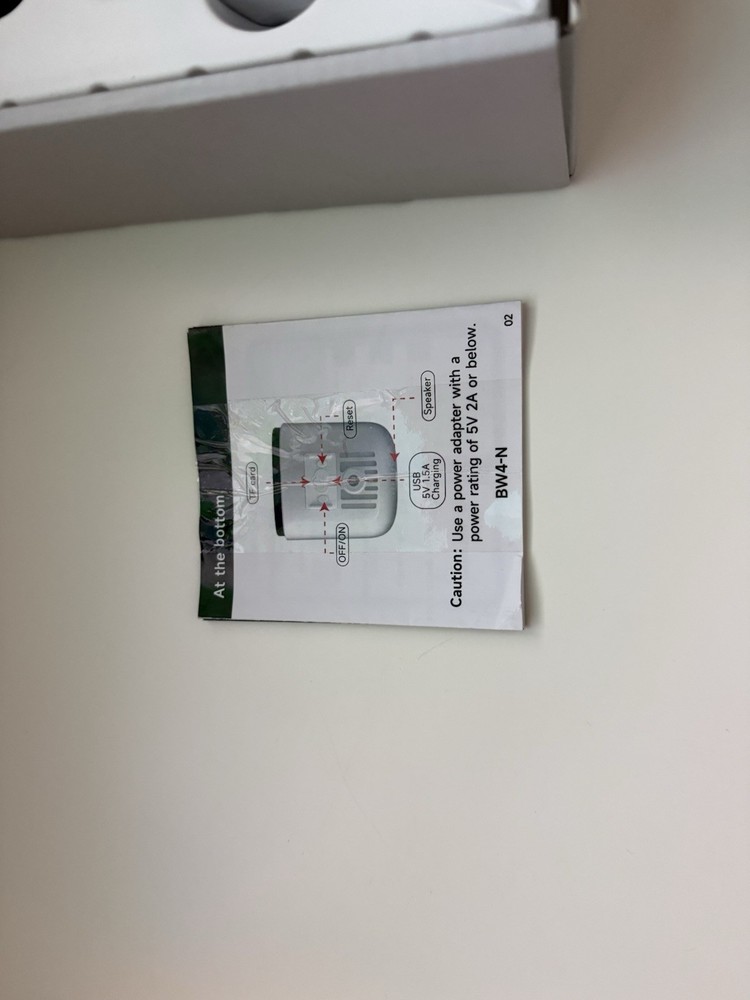 At the bottom
TF card
OFF/ON
Reset
USB
5V 1.5A
Charging
Speaker
Caution: Use a power adapter with a
power rating of 5V 2A or below.
BW4-N
02